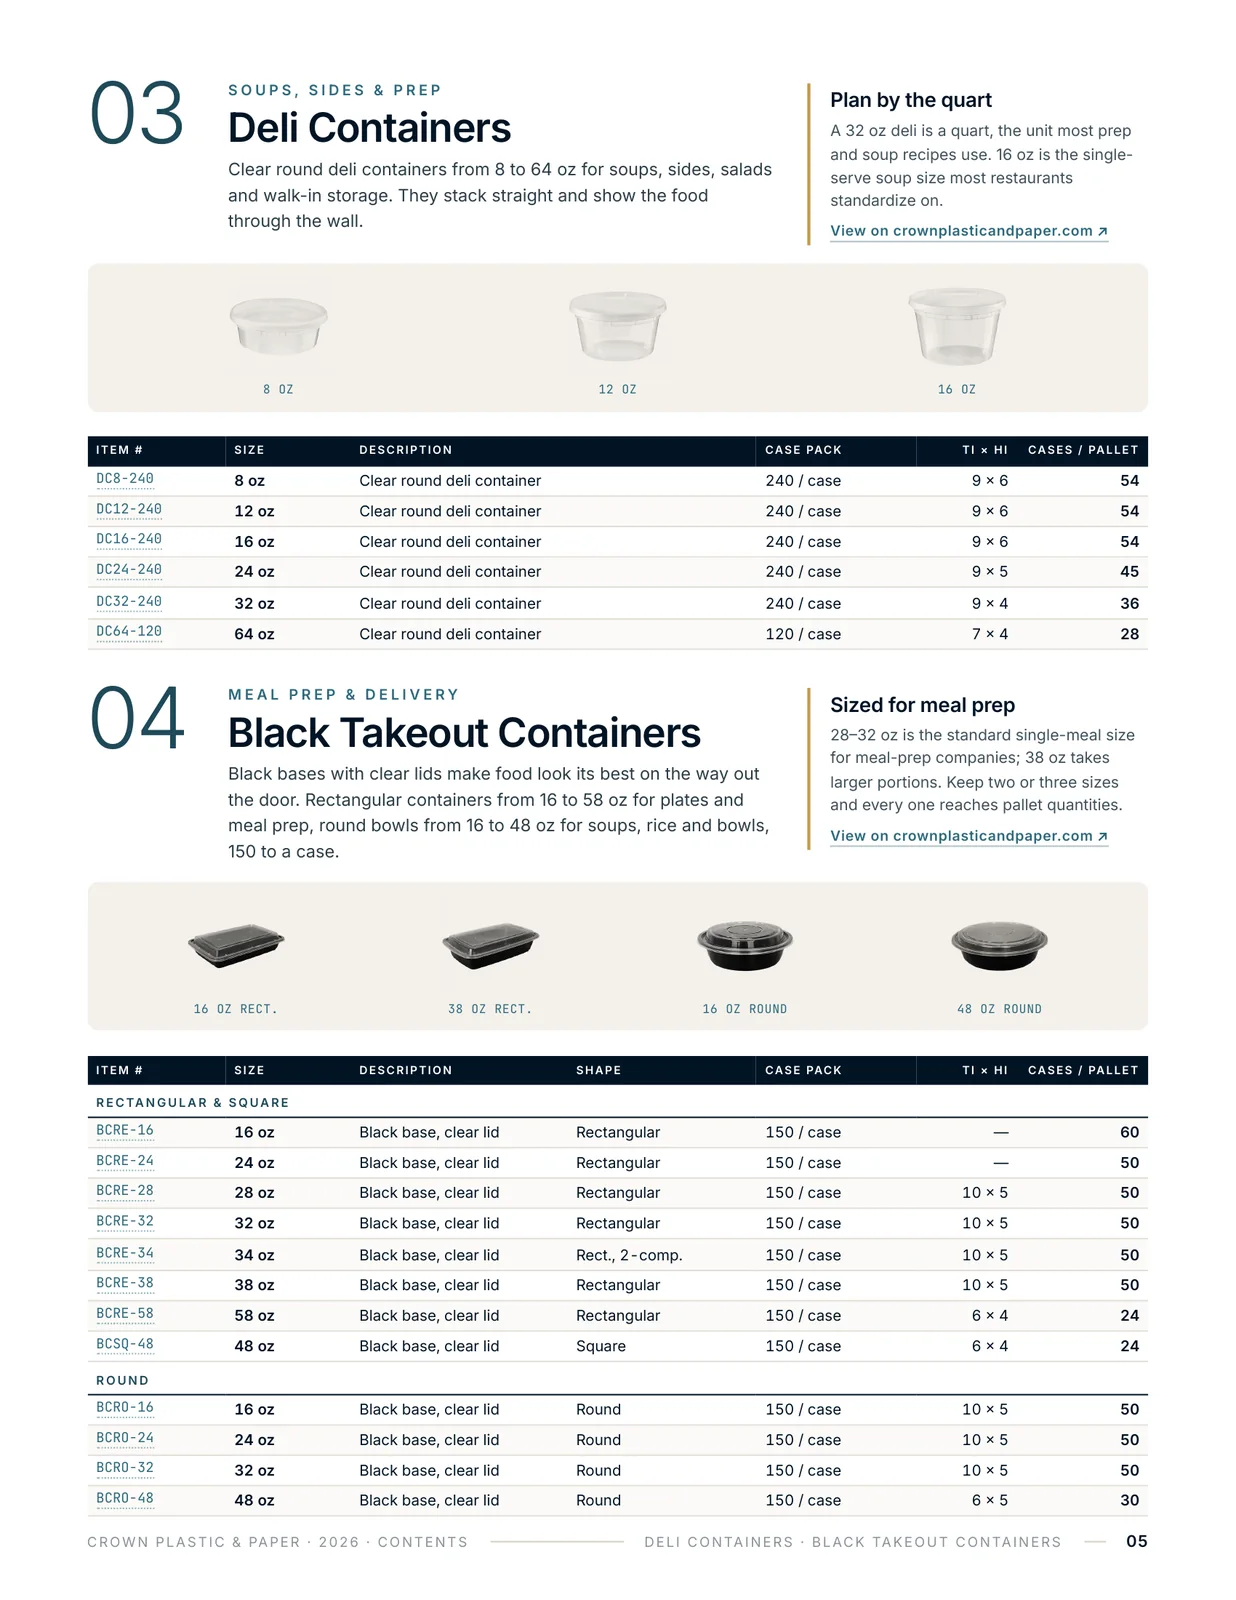 03
SOUPS, SIDES & PREP
Deli Containers
Clear round deli containers from 8 to 64 oz for soups, sides, salads
and walk-in storage. They stack straight and show the food
through the wall.
Plan by the quart
A 32 oz deli is a quart, the unit most prep
and soup recipes use. 16 oz is the single-
serve soup size most restaurants
standardize on.
View on crownplasticandpaper.com ↗
8 OZ 12 OZ 16 OZ
ITEM # SIZE DESCRIPTION CASE PACK TI × HI CASES / PALLET
DC8-240 8 oz Clear round deli container 240 / case 9 × 6 54
DC12-240 12 oz Clear round deli container 240 / case 9 × 6 54
DC16-240 16 oz Clear round deli container 240 / case 9 × 6 54
DC24-240 24 oz Clear round deli container 240 / case 9 × 5 45
DC32-240 32 oz Clear round deli container 240 / case 9 × 4 36
DC64-120 64 oz Clear round deli container 120 / case 7 × 4 28
04
MEAL PREP & DELIVERY
Black Takeout Containers
Black bases with clear lids make food look its best on the way out
the door. Rectangular containers from 16 to 58 oz for plates and
meal prep, round bowls from 16 to 48 oz for soups, rice and bowls,
150 to a case.
Sized for meal prep
28–32 oz is the standard single-meal size
for meal-prep companies; 38 oz takes
larger portions. Keep two or three sizes
and every one reaches pallet quantities.
View on crownplasticandpaper.com ↗
16 OZ RECT. 38 OZ RECT. 16 OZ ROUND 48 OZ ROUND
ITEM # SIZE DESCRIPTION SHAPE CASE PACK TI × HI CASES / PALLET
RECTANGULAR & SQUARE
BCRE-16 16 oz Black base, clear lid Rectangular 150 / case — 60
BCRE-24 24 oz Black base, clear lid Rectangular 150 / case — 50
BCRE-28 28 oz Black base, clear lid Rectangular 150 / case 10 × 5 50
BCRE-32 32 oz Black base, clear lid Rectangular 150 / case 10 × 5 50
BCRE-34 34 oz Black base, clear lid Rect., 2-comp. 150 / case 10 × 5 50
BCRE-38 38 oz Black base, clear lid Rectangular 150 / case 10 × 5 50
BCRE-58 58 oz Black base, clear lid Rectangular 150 / case 6 × 4 24
BCSQ-48 48 oz Black base, clear lid Square 150 / case 6 × 4 24
ROUND
BCRO-16 16 oz Black base, clear lid Round 150 / case 10 × 5 50
BCRO-24 24 oz Black base, clear lid Round 150 / case 10 × 5 50
BCRO-32 32 oz Black base, clear lid Round 150 / case 10 × 5 50
BCRO-48 48 oz Black base, clear lid Round 150 / case 6 × 5 30
CROWN PLASTIC & PAPER · 2026 · CONTENTS DELI CONTAINERS · BLACK TAKEOUT CONTAINERS 05